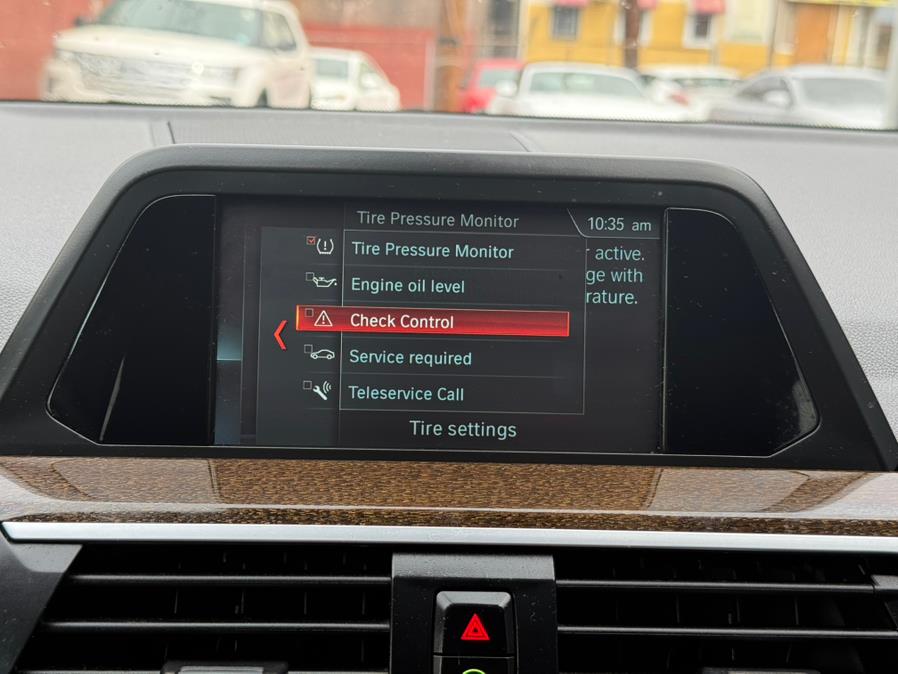 Tire Pressure Monitor
10:35 am
Tire Pressure Monitor
active.
Engine oil level
ge with
rature.
Check Control
Service required
Teleservice Call
Tire settings